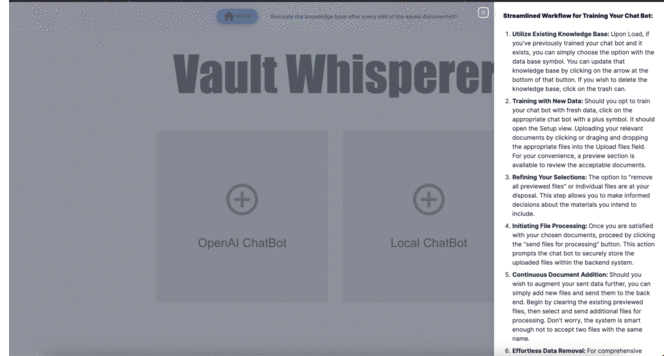 HOME
Recreate the knowledge base after every edit of the saved documents!!!
Vault Whisperer
OpenAI ChatBot
Local ChatBot
Streamlined Workflow for Training Your Chat Bot:
1. Utilize Existing Knowledge Base: Upon Load, if
you've previously trained your chat bot and it
exists, you can simply choose the option with the
data base symbol. You can update that
knowledge base by clicking on the arrow at the
bottom of that button. If you wish to delete the
knowledge base, click on the trash can.
2. Training with New Data: Should you opt to train
your chat bot with fresh data, click on the
appropriate chat bot with a plus symbol. It should
open the Setup view. Uploading your relevant
documents by clicking or draging and dropping
the appropriate files into the Upload files field.
For your convenience, a preview section is
available to review the acceptable documents.
3. Refining Your Selections: The option to "remove
all previewed files" or individual files are at your
disposal. This step allows you to make informed
decisions about the materials you intend to
include.
4. Initiating File Processing: Once you are satisfied
with your chosen documents, proceed by clicking
the "send files for processing" button. This action
prompts the chat bot to securely store the
uploaded files within the backend system.
5. Continuous Document Addition: Should you
wish to augment your sent data further, you can
simply add new files and send them to the back
end. Begin by clearing the existing previewed
files, then select and send additional files for
processing. Don't worry, the system is smart
enough not to accept two files with the same
name.
6. Effortless Data Removal: For comprehensive